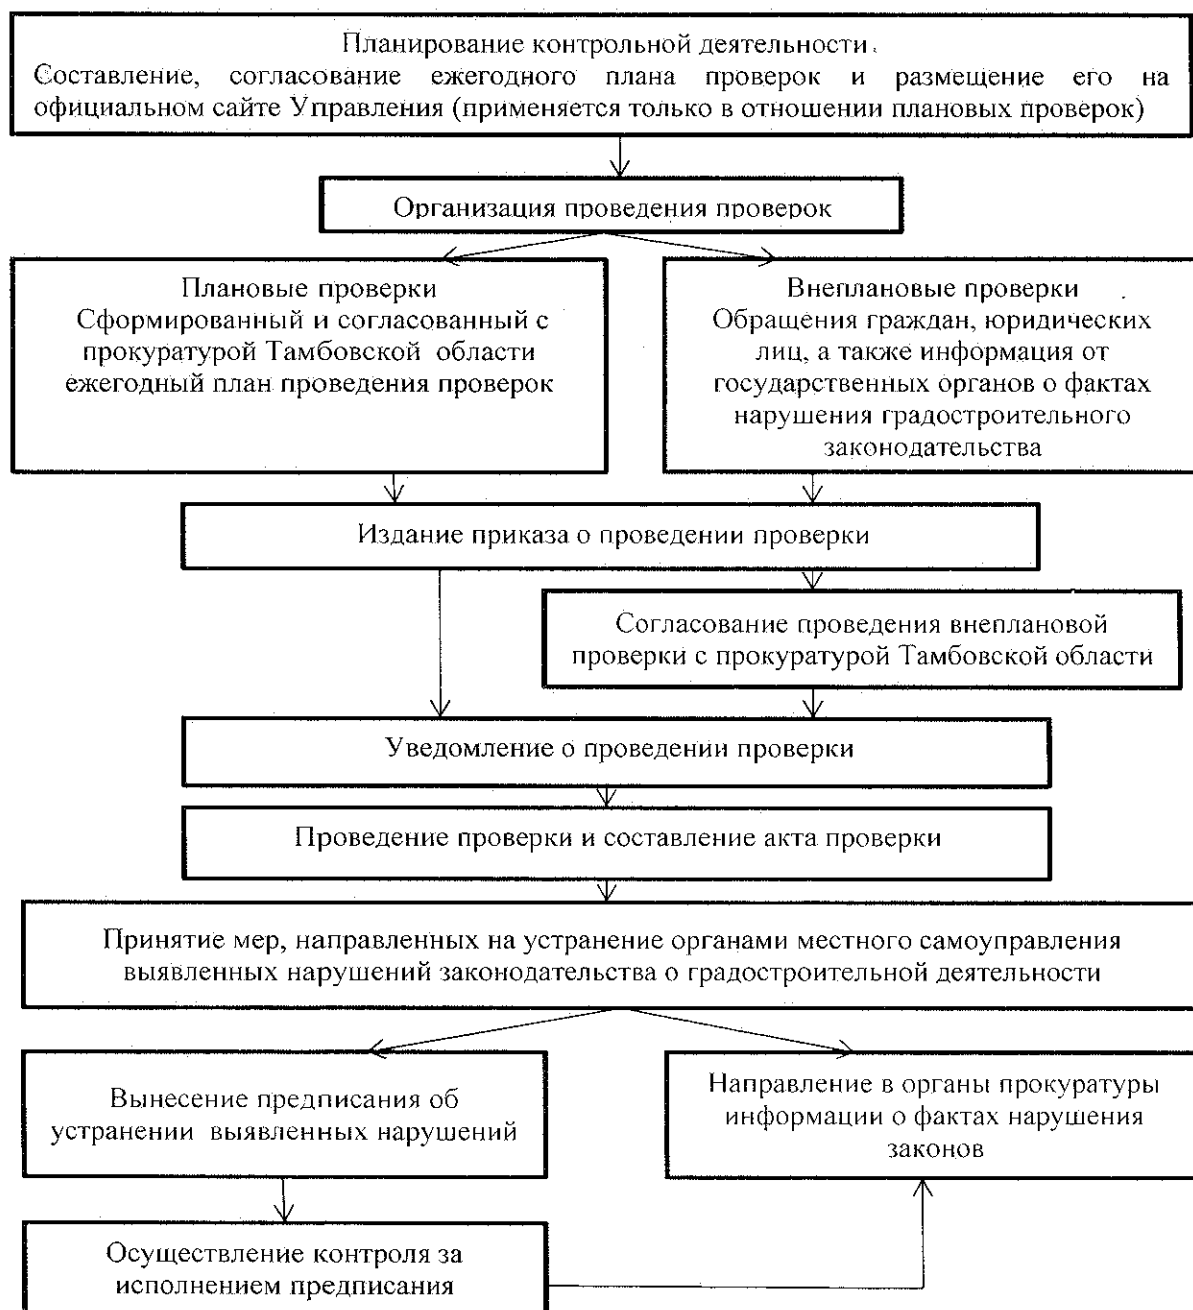 Планирование контрольной деятельности.
Составление, согласование ежегодного плана проверок и размещение его на
официальном сайте Управления (применяется только в отношении плановых проверок)
Организация проведения проверок
Плановые проверки
Сформированный и согласованный с
прокуратурой Тамбовской области
ежегодный план проведения проверок
Внеплановые проверки
Обращения граждан, юридических
лиц, а также информация от
государственных органов о фактах
нарушения градостроительного
законодательства
Издание приказа о проведении проверки
Согласование проведения внеплановой
проверки с прокуратурой Тамбовской области
Уведомление о проведении проверки
Проведение проверки и составление акта проверки
Принятие мер, направленных на устранение органами местного самоуправления
выявленных нарушений законодательства о градостроительной деятельности
Вынесение предписания об
устранении выявленных нарушений
Направление в органы прокуратуры
информации о фактах нарушения
законов
Осуществление контроля за
исполнением предписания